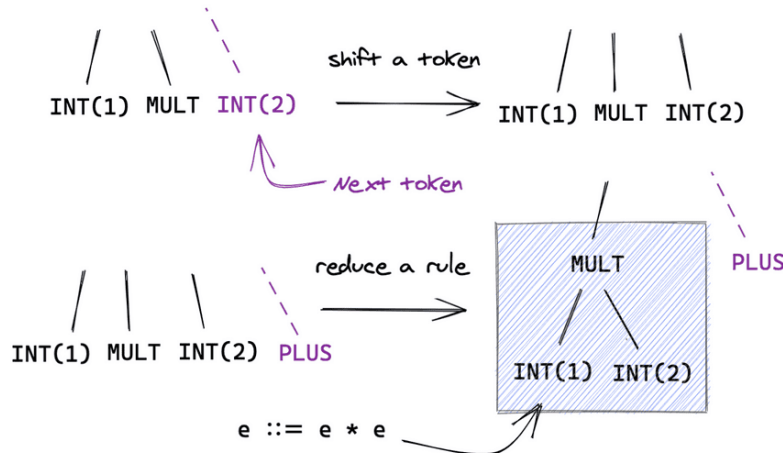 shift a token
INT(1) MULT INT(2)
INT(1) MULT INT(2)
Next token
reduce a rule
MULT
PLUS
INT(1) MULT INT(2) PLUS
INT(1) INT(2)
e ::= e * e